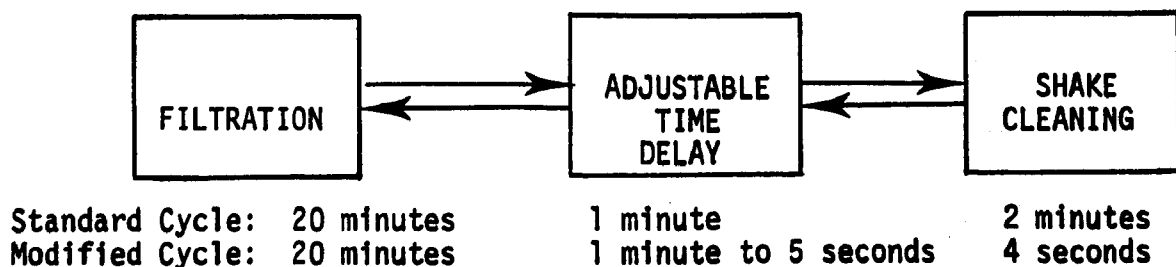 FILTRATION
ADJUSTABLE
TIME
DELAY
SHAKE
CLEANING
Standard Cycle: 20 minutes 1 minute 2 minutes
Modified Cycle: 20 minutes 1 minute to 5 seconds 4 seconds